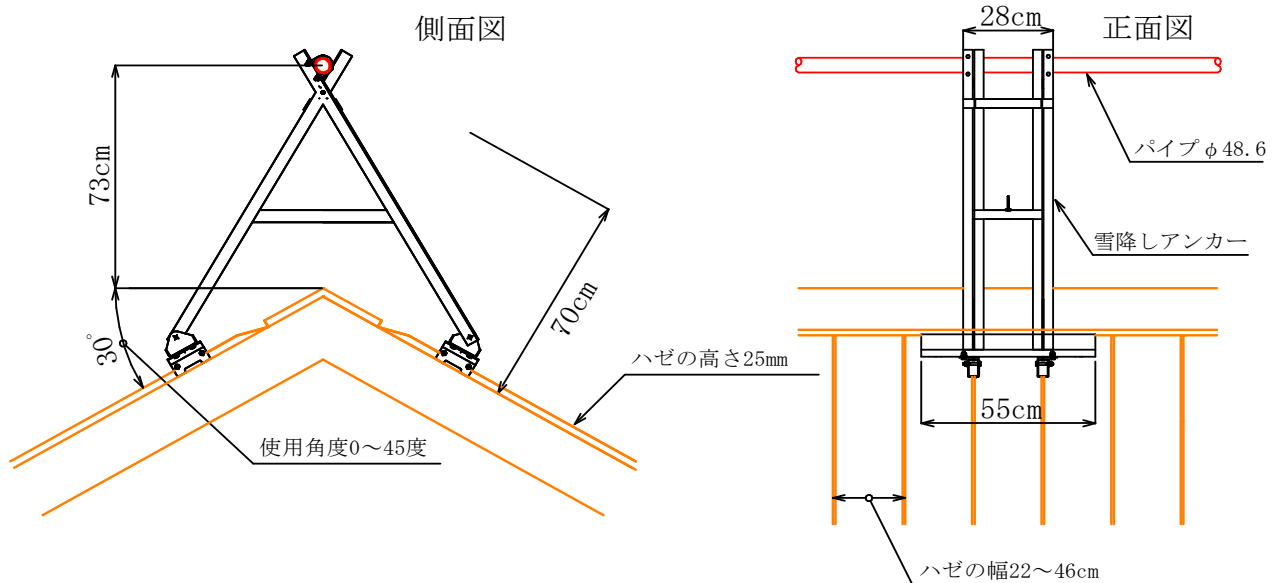 側面図
73cm
30°
70cm
ハゼの高さ25mm
使用角度0～45度
28cm
正面図
パイプφ48.6
雪降しアンカー
55cm
ハゼの幅22～46cm